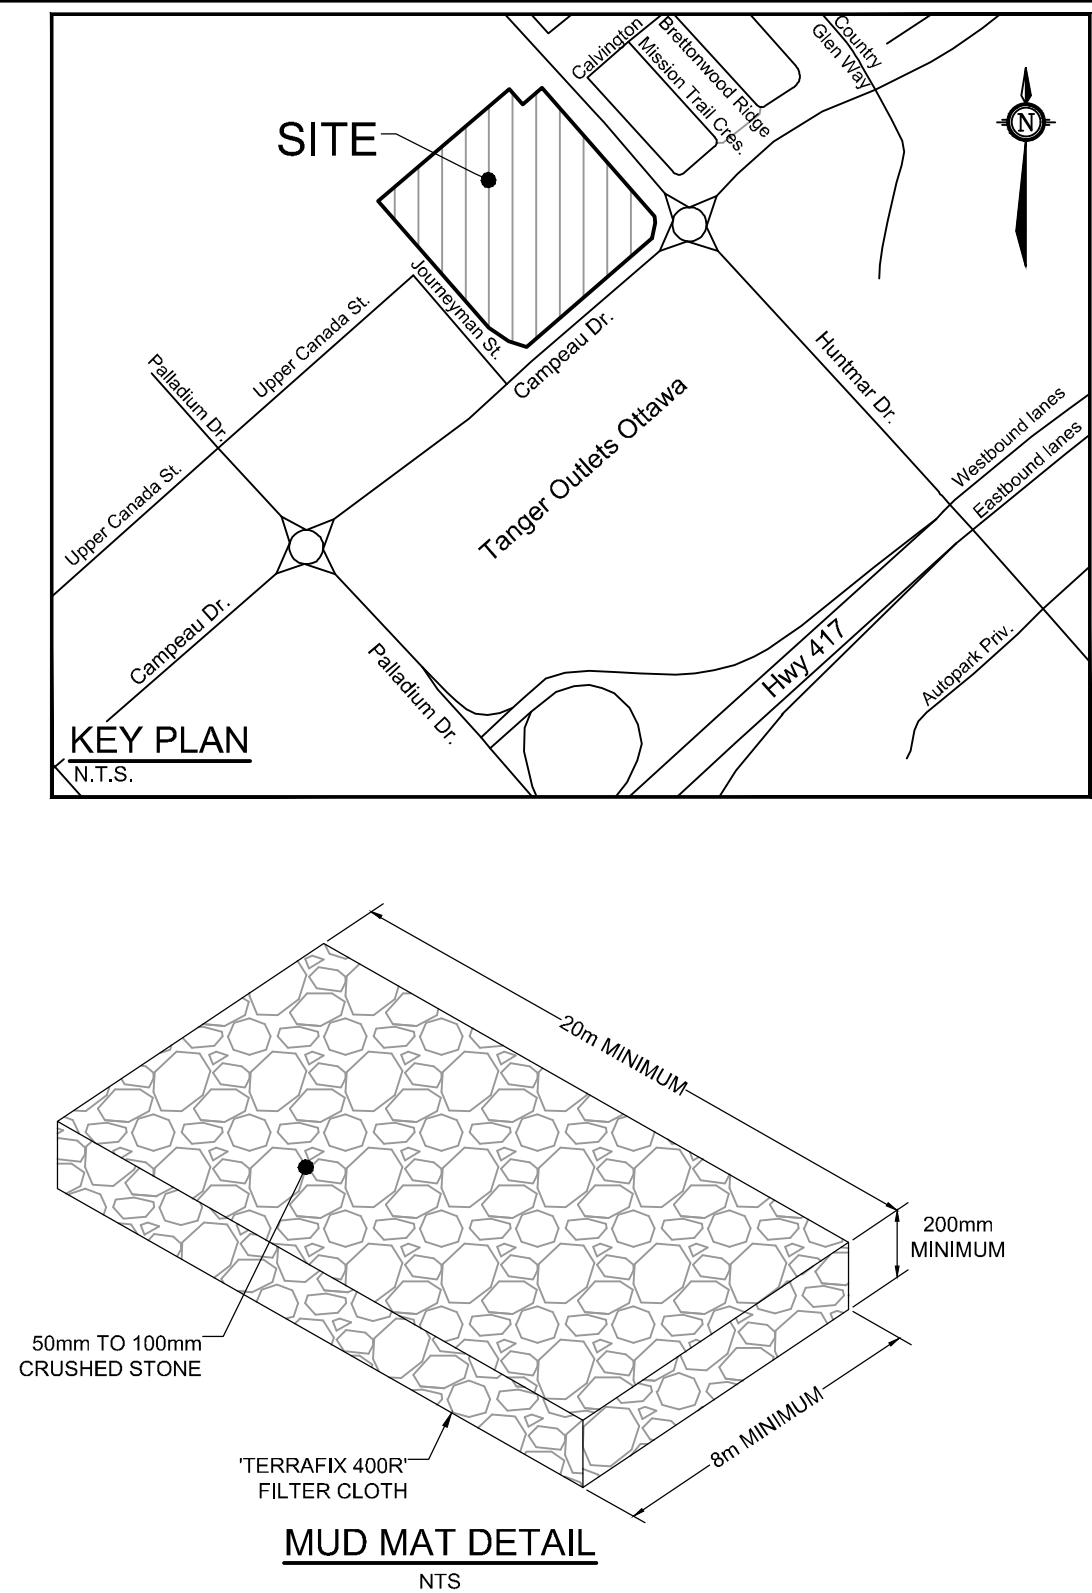 Calvington
Brettonwood Ridge
Mission Trail Cres.
Country
Glen Way
N
SITE
Journeyman St.
Upper Canada St.
Palladium Dr.
Campeau Dr.
Huntmar Dr.
Tanger Outlets Ottawa
Westbound lanes
Eastbound lanes
Upper Canada St.
Campeau Dr.
Palladium Dr.
Hwy 417
Autopark Priv.
KEY PLAN
N.T.S.
20m MINIMUM
200mm
MINIMUM
50mm TO 100mm
CRUSHED STONE
8m MINIMUM
'TERRAFIX 400R'
FILTER CLOTH
MUD MAT DETAIL
NTS